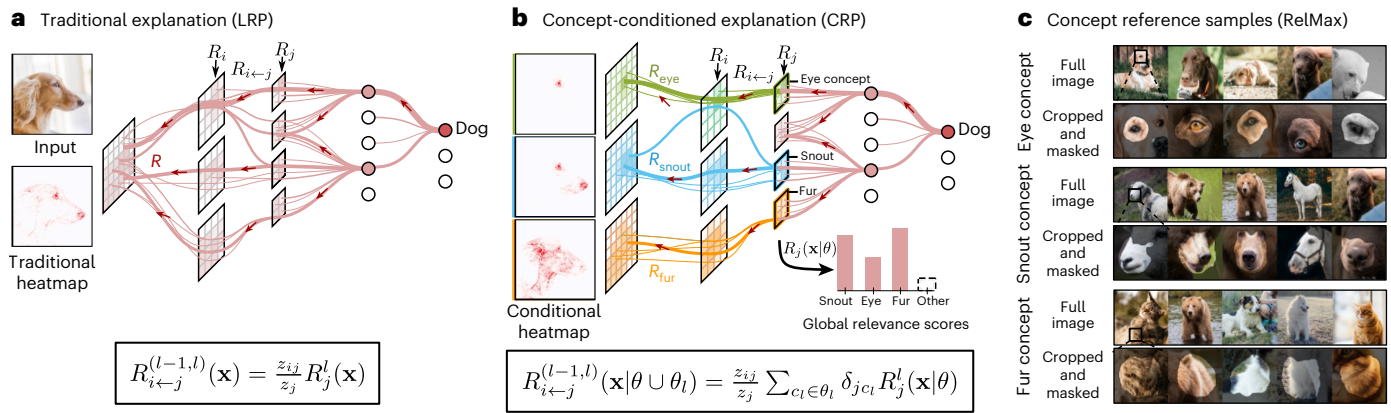 a Traditional explanation (LRP)
Input
Traditional
heatmap
R
R_i
R_{i←j}
R_j
Dog
R_{i←j}^{(l−1,l)}(x) = \frac{z_{ij}}{z_j} R_j^l(x)
b Concept-conditioned explanation (CRP)
Conditional
heatmap
R_eye
R_snout
R_fur
R_i
R_{i←j}
R_j
Eye concept
Snout
Fur
Dog
R_j(x|θ)
Snout Eye Fur Other
Global relevance scores
R_{i←j}^{(l−1,l)}(x|θ ∪ θ_l) = \frac{z_{ij}}{z_j} ∑_{c_l∈θ_l} δ_{jc_l} R_j^l(x|θ)
c Concept reference samples (RelMax)
Eye concept
Full
image
Cropped
and
masked
Snout concept
Full
image
Cropped
and
masked
Fur concept
Full
image
Cropped
and
masked